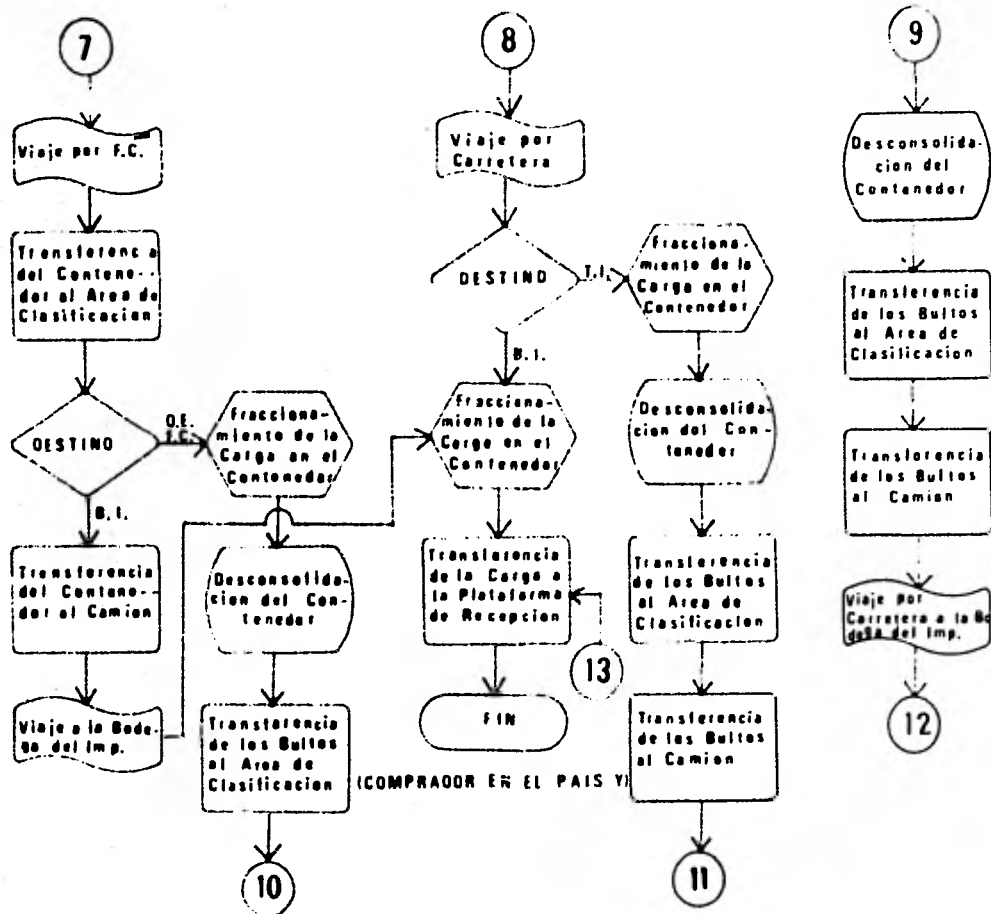 7
Viaje por F.C.
Transferencia
del Contene-
dor al Area de
Clasificacion
DESTINO
O.E.
F.C.
B.I.
Fracciona-
miento de la
Carga en el
Contenedor
Transferencia
del Contene-
dor al Camion
Viaje a la Bode-
ga del Imp.
Desconsolida-
cion del Con-
tenedor
Transferencia
de los Bultos
al Area de
Clasificacion
10
8
Viaje por
Carretera
DESTINO
T.I.
B.I.
Fracciona-
miento de la
Carga en el
Contenedor
Transferencia
de la Carga a
la Plataforma
de Recepcion
13
FIN
(COMPRADOR EN EL PAIS Y)
Fracciona-
miento de la
Carga en el
Contenedor
Desconsolida-
cion del Con-
tenedor
Transferencia
de los Bultos
al Area de
Clasificacion
Transferencia
de los Bultos
al Camion
11
9
Desconsolida-
cion del
Contenedor
Transferencia
de los Bultos
al Area de
Clasificacion
Transferencia
de los Bultos
al Camion
Viaje por
Carretera a la Bo
dega del Imp.
12